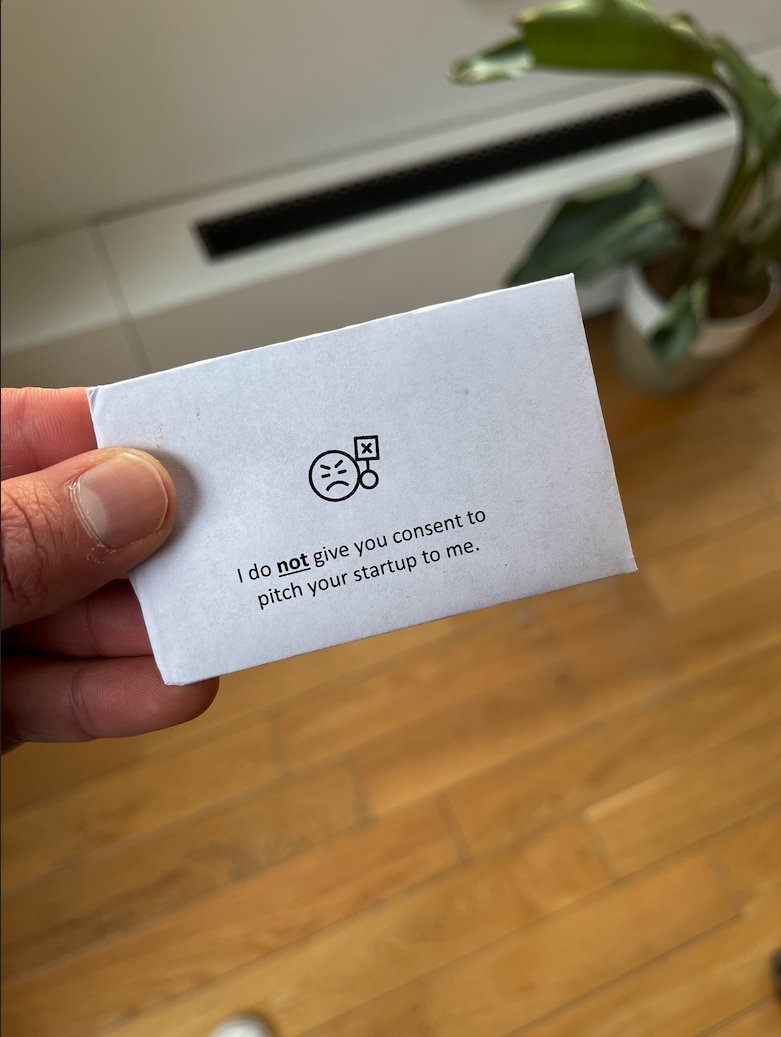 I do not give you consent to
pitch your startup to me.